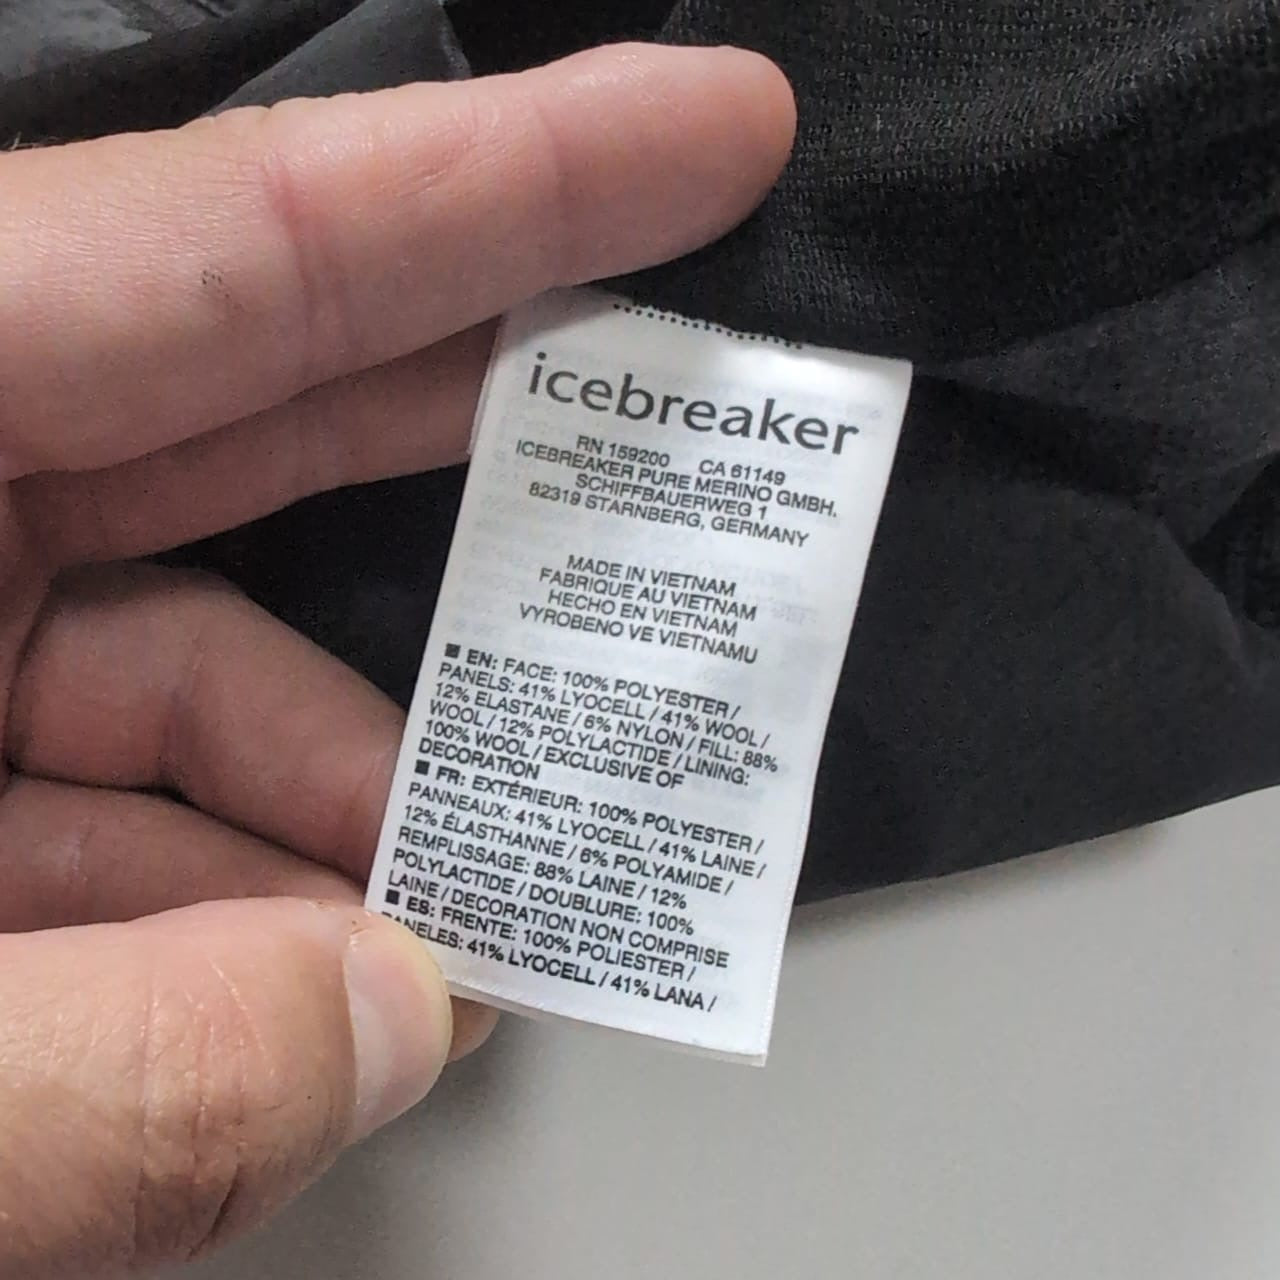 icebreaker
RN 159200 CA 61149
ICEBREAKER PURE MERINO GMBH.
SCHIFFBAUERWEG 1
82319 STARNBERG, GERMANY
MADE IN VIETNAM
FABRIQUE AU VIETNAM
HECHO EN VIETNAM
VYROBENO VE VIETNAMU
■ EN: FACE: 100% POLYESTER /
PANELS: 41% LYOCELL / 41% WOOL /
12% ELASTANE / 6% NYLON / FILL: 88%
WOOL / 12% POLYLACTIDE / LINING:
100% WOOL / EXCLUSIVE OF
DECORATION
■ FR: EXTÉRIEUR: 100% POLYESTER /
PANNEAUX: 41% LYOCELL / 41% LAINE /
12% ÉLASTHANNE / 6% POLYAMIDE /
REMPLISSAGE: 88% LAINE / 12%
POLYLACTIDE / DOUBLURE: 100%
LAINE / DECORATION NON COMPRISE
■ ES: FRENTE: 100% POLIESTER /
PANELES: 41% LYOCELL / 41% LANA /